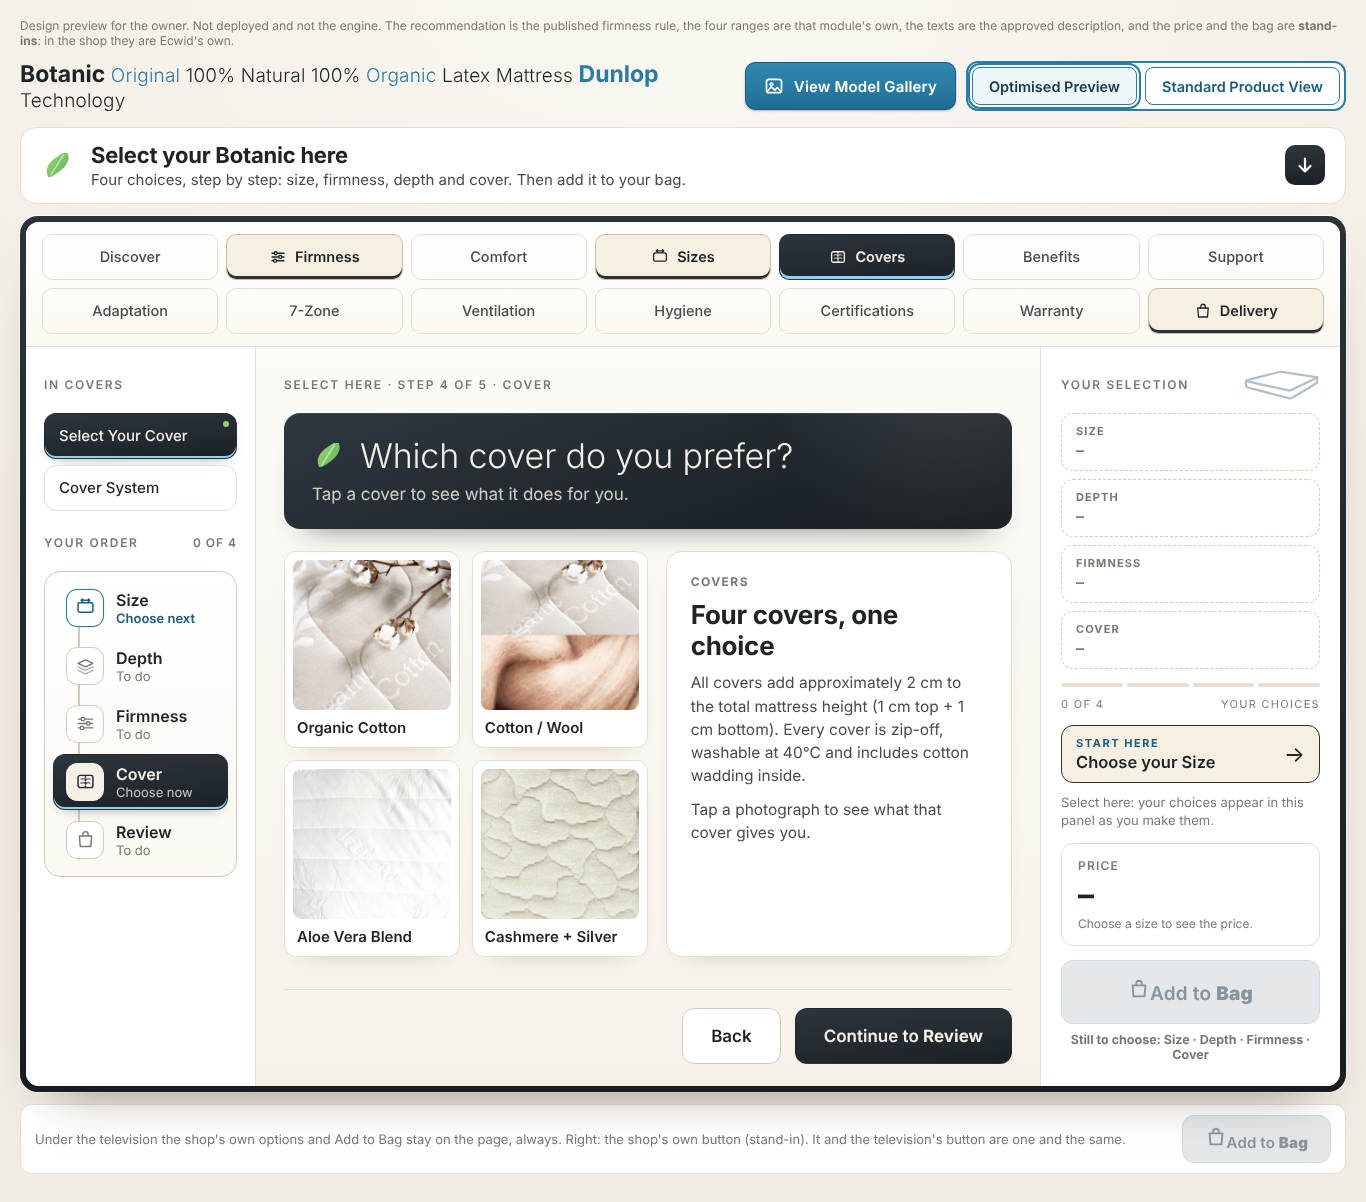 Design preview for the owner. Not deployed and not the engine. The recommendation is the published firmness rule, the four ranges are that module's own, the texts are the approved description, and the price and the bag are stand-
ins: in the shop they are Ecwid's own.
Botanic Original 100% Natural 100% Organic Latex Mattress Dunlop
Technology
View Model Gallery
Optimised Preview
Standard Product View
Select your Botanic here
Four choices, step by step: size, firmness, depth and cover. Then add it to your bag.
Discover
Firmness
Comfort
Sizes
Covers
Benefits
Support
Adaptation
7-Zone
Ventilation
Hygiene
Certifications
Warranty
Delivery
IN COVERS
Select Your Cover
Cover System
YOUR ORDER
0 OF 4
Size
Choose next
Depth
To do
Firmness
To do
Cover
Choose now
Review
To do
SELECT HERE · STEP 4 OF 5 · COVER
Which cover do you prefer?
Tap a cover to see what it does for you.
Organic Cotton
Cotton / Wool
Aloe Vera Blend
Cashmere + Silver
COVERS
Four covers, one
choice
All covers add approximately 2 cm to
the total mattress height (1 cm top + 1
cm bottom). Every cover is zip-off,
washable at 40°C and includes cotton
wadding inside.
Tap a photograph to see what that
cover gives you.
Back
Continue to Review
YOUR SELECTION
SIZE
–
DEPTH
–
FIRMNESS
–
COVER
–
0 OF 4
YOUR CHOICES
START HERE
Choose your Size
Select here: your choices appear in this
panel as you make them.
PRICE
–
Choose a size to see the price.
Add to Bag
Still to choose: Size · Depth · Firmness ·
Cover
Under the television the shop's own options and Add to Bag stay on the page, always. Right: the shop's own button (stand-in). It and the television's button are one and the same.
Add to Bag